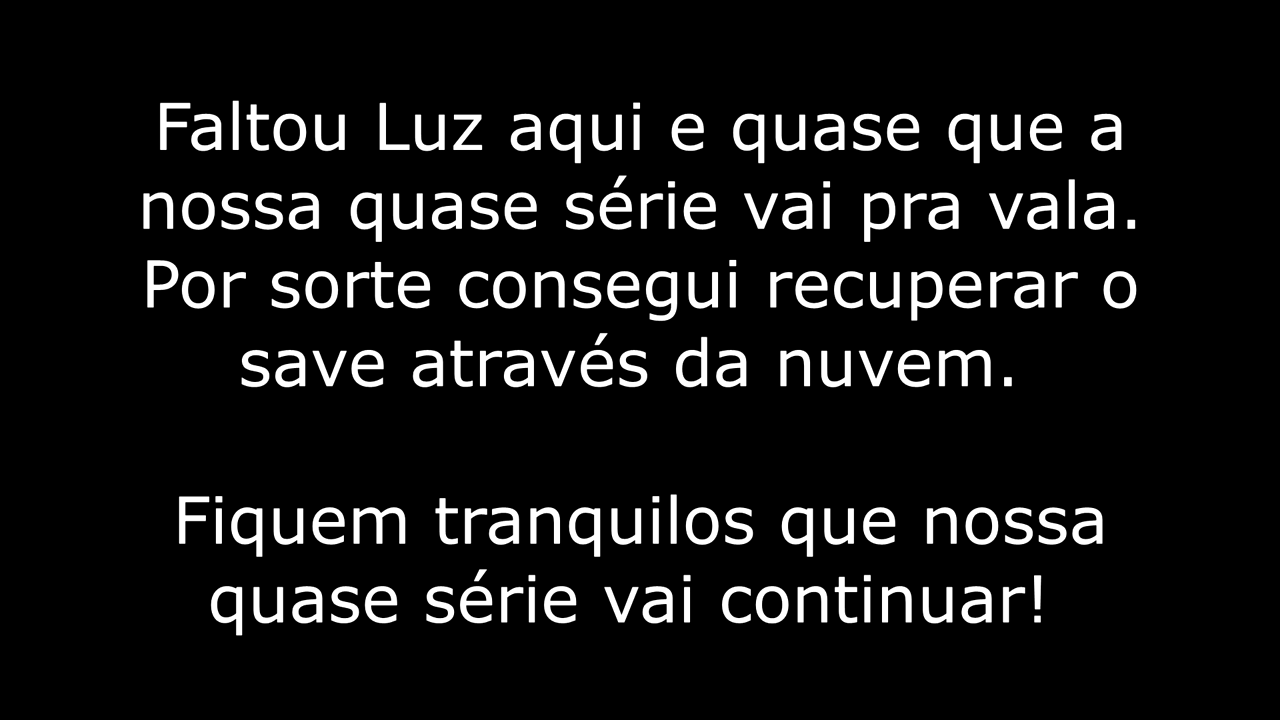 Faltou Luz aqui e quase que a
nossa quase série vai pra vala.
Por sorte consegui recuperar o
save através da nuvem.
Fiquem tranquilos que nossa
quase série vai continuar!